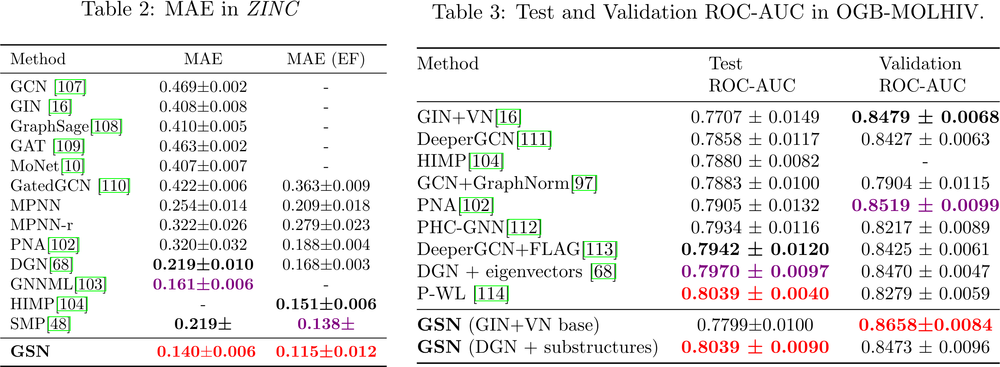 Table 2: MAE in ZINC
Method MAE MAE (EF)
GCN [107] 0.469±0.002 -
GIN [16] 0.408±0.008 -
GraphSage[108] 0.410±0.005 -
GAT [109] 0.463±0.002 -
MoNet[10] 0.407±0.007 -
GatedGCN [110] 0.422±0.006 0.363±0.009
MPNN 0.254±0.014 0.209±0.018
MPNN-r 0.322±0.026 0.279±0.023
PNA[102] 0.320±0.032 0.188±0.004
DGN[68] 0.219±0.010 0.168±0.003
GNNML[103] 0.161±0.006 -
HIMP[104] - 0.151±0.006
SMP[48] 0.219± 0.138±
GSN 0.140±0.006 0.115±0.012
Table 3: Test and Validation ROC-AUC in OGB-MOLHIV.
Method Test Validation
ROC-AUC ROC-AUC
GIN+VN[16] 0.7707 ± 0.0149 0.8479 ± 0.0068
DeeperGCN[111] 0.7858 ± 0.0117 0.8427 ± 0.0063
HIMP[104] 0.7880 ± 0.0082 -
GCN+GraphNorm[97] 0.7883 ± 0.0100 0.7904 ± 0.0115
PNA[102] 0.7905 ± 0.0132 0.8519 ± 0.0099
PHC-GNN[112] 0.7934 ± 0.0116 0.8217 ± 0.0089
DeeperGCN+FLAG[113] 0.7942 ± 0.0120 0.8425 ± 0.0061
DGN + eigenvectors [68] 0.7970 ± 0.0097 0.8470 ± 0.0047
P-WL [114] 0.8039 ± 0.0040 0.8279 ± 0.0059
GSN (GIN+VN base) 0.7799±0.0100 0.8658±0.0084
GSN (DGN + substructures) 0.8039 ± 0.0090 0.8473 ± 0.0096